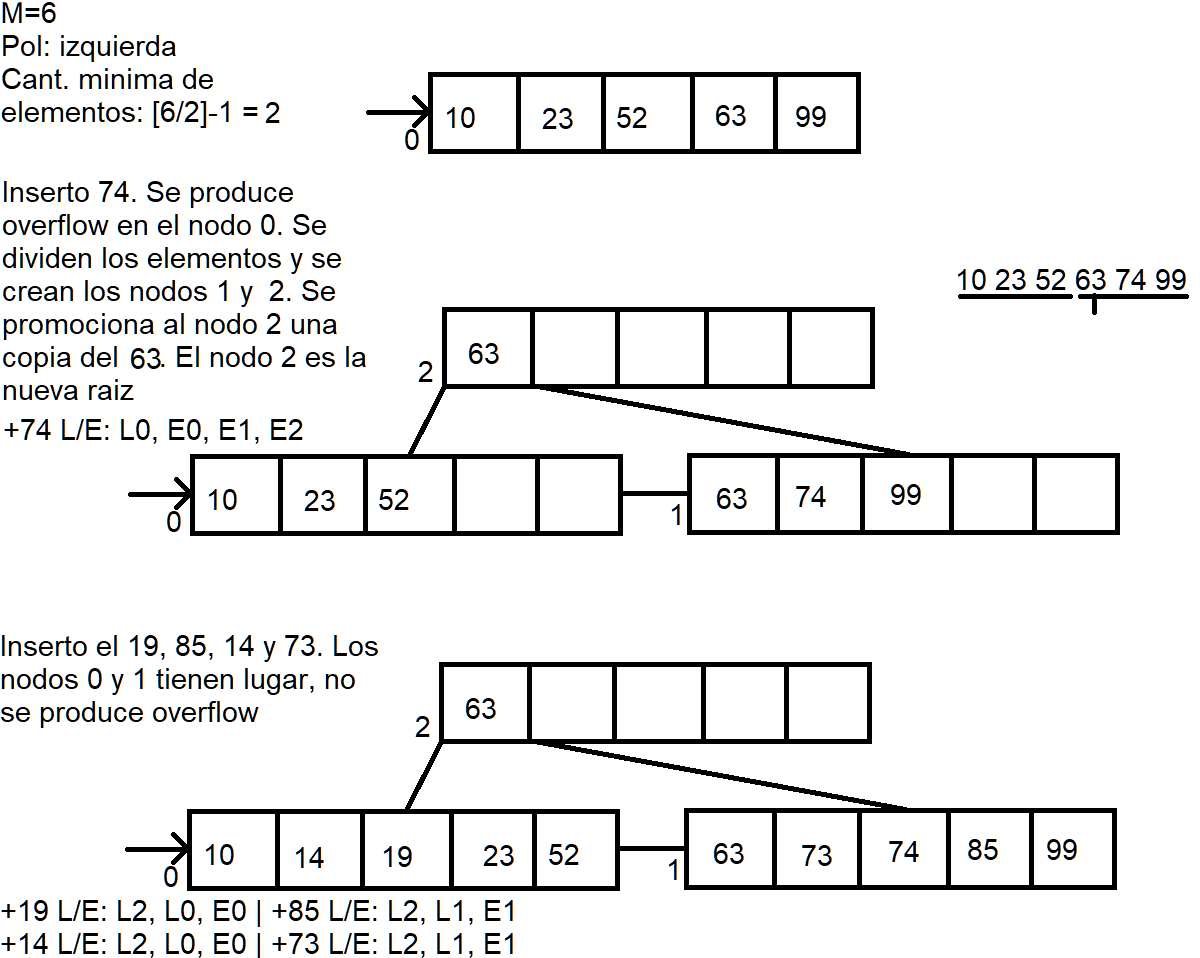 M=6
Pol: izquierda
Cant. minima de
elementos: [6/2]-1 = 2
0
10 23 52 63 99
Inserto 74. Se produce
overflow en el nodo 0. Se
dividen los elementos y se
crean los nodos 1 y 2. Se
promociona al nodo 2 una
copia del 63. El nodo 2 es la
nueva raiz
+74 L/E: L0, E0, E1, E2
10 23 52 63 74 99
2
63
0
10 23 52
1
63 74 99
Inserto el 19, 85, 14 y 73. Los
nodos 0 y 1 tienen lugar, no
se produce overflow
2
63
0
10 14 19 23 52
1
63 73 74 85 99
+19 L/E: L2, L0, E0 | +85 L/E: L2, L1, E1
+14 L/E: L2, L0, E0 | +73 L/E: L2, L1, E1